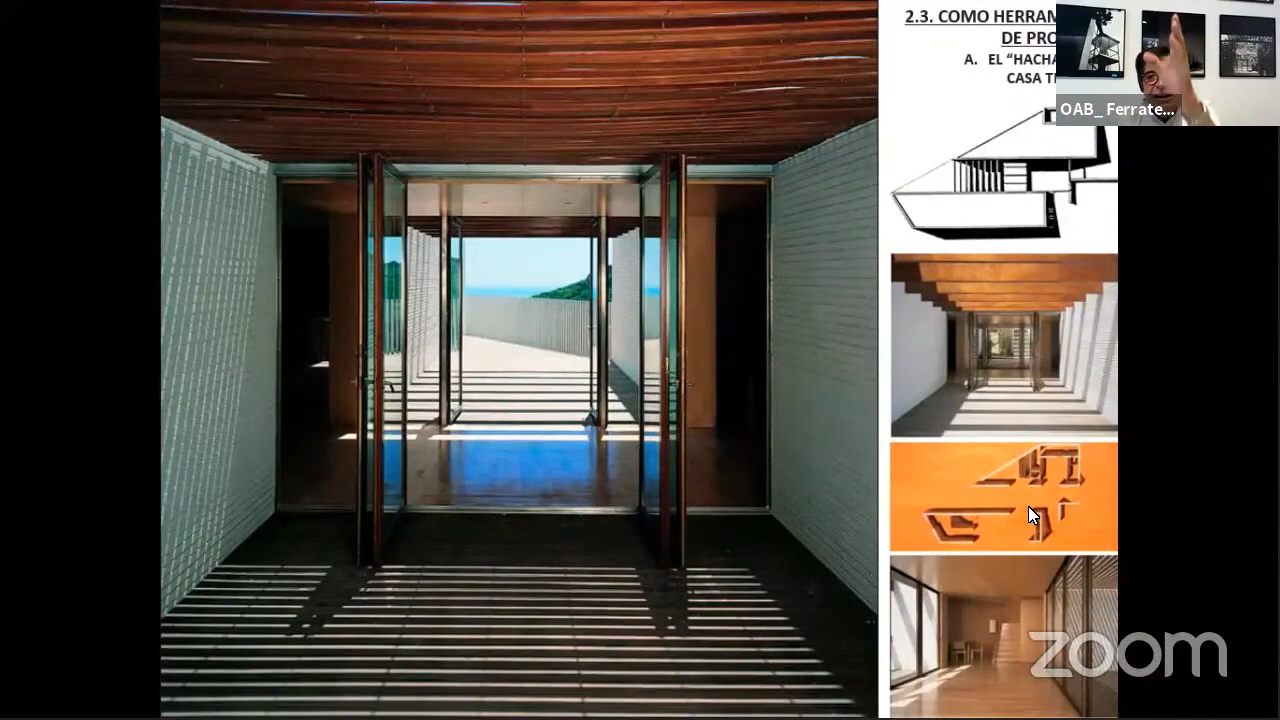 2.3. COMO HERRAM
DE PRO
A. EL “HACHA
CASA T
OAB_ Ferrate...
zoom